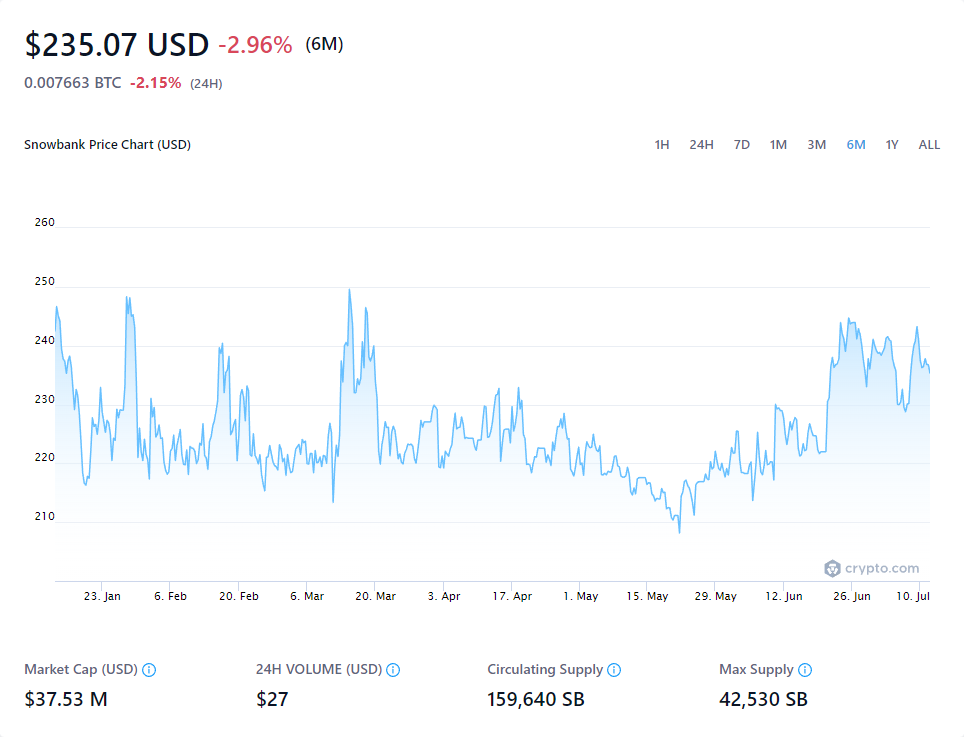 $235.07 USD -2.96% (6M)
0.007663 BTC -2.15% (24H)
Snowbank Price Chart (USD) 1H 24H 7D 1M 3M 6M 1Y ALL
260
250
240
230
220
210
crypto.com
23. Jan 6. Feb 20. Feb 6. Mar 20. Mar 3. Apr 17. Apr 1. May 15. May 29. May 12. Jun 26. Jun 10. Jul
Market Cap (USD) 24H VOLUME (USD) Circulating Supply Max Supply
$37.53 M $27 159,640 SB 42,530 SB